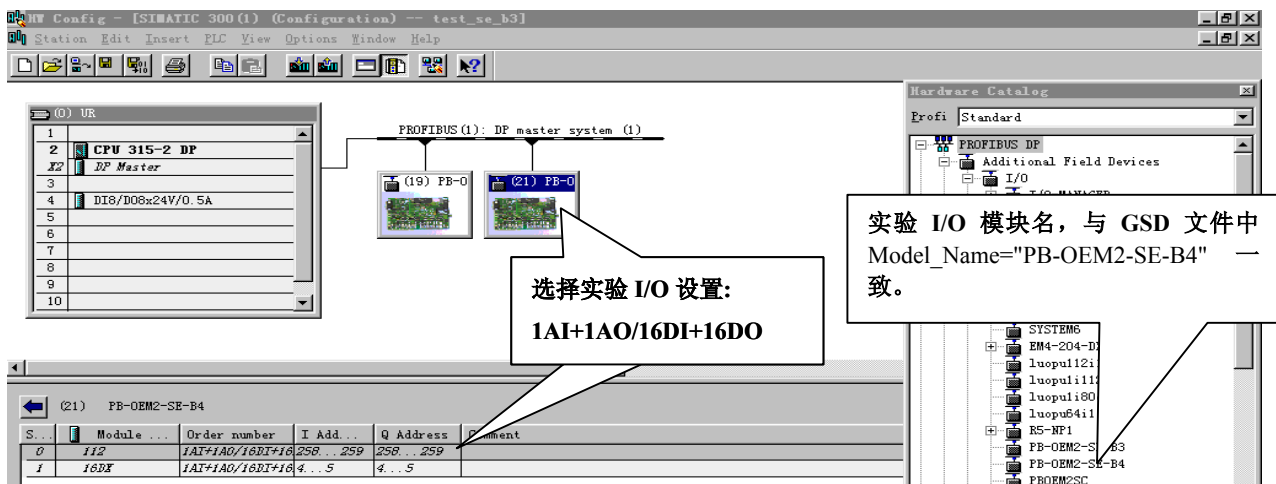 HW Config - [SIMATIC 300(1) (Configuration) -- test_se_b3]
Station Edit Insert PLC View Options Window Help
(0) UR
1
2 CPU 315-2 DP
X2 DP Master
3
4 DI8/DO8x24V/0.5A
5
6
7
8
9
10
PROFIBUS(1): DP master system (1)
(19) PB-O
(21) PB-O
选择实验 I/O 设置:
1AI+1AO/16DI+16DO
Hardware Catalog
Profi Standard
PROFIBUS DP
Additional Field Devices
I/O
实验 I/O 模块名，与 GSD 文件中
Model_Name="PB-OEM2-SE-B4" 一
致。
SYSTEM6
EM4-204-D
luopu112i
luopuli11
luopuli80
luopu64i1
R5-NP1
PB-OEM2-SE-B3
PB-OEM2-SE-B4
PBOEM2SC
(21) PB-OEM2-SE-B4
S... Module ... Order number I Add... Q Address Comment
0 112 1AI+1AO/16DI+16 258...259 258...259
1 16DX 1AI+1AO/16DI+16 4...5 4...5